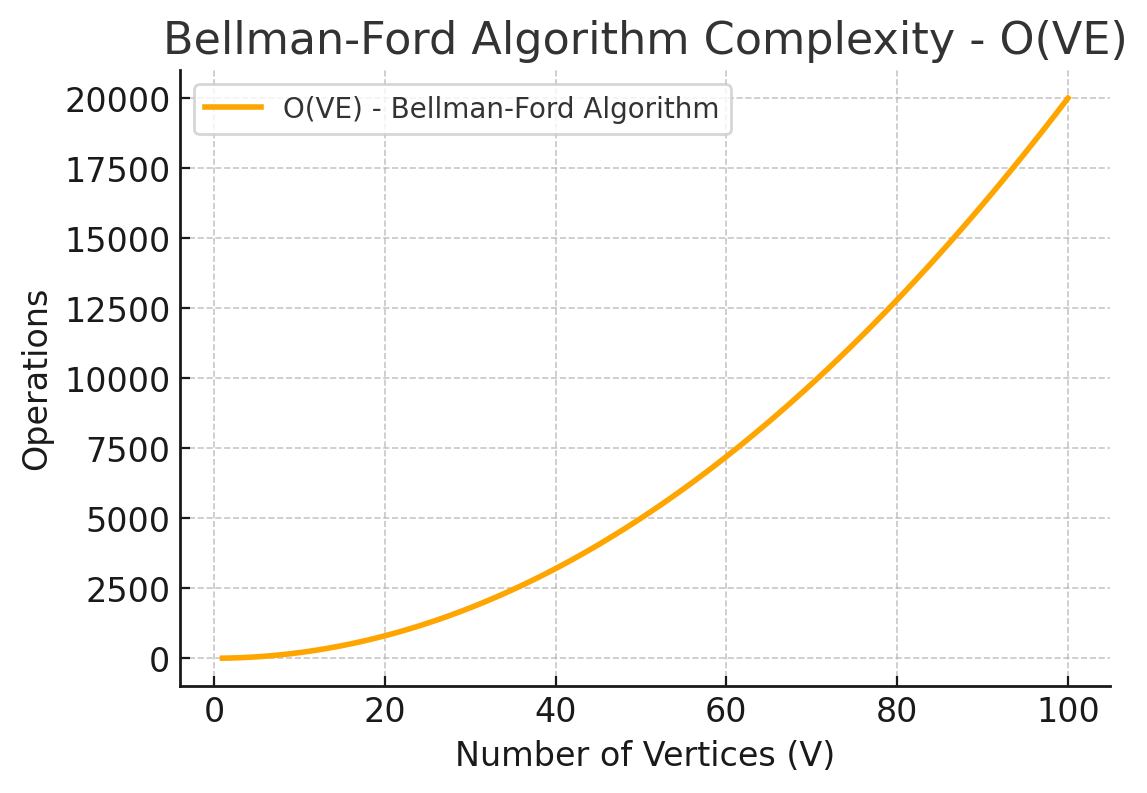 Bellman-Ford Algorithm Complexity - O(VE)
O(VE) - Bellman-Ford Algorithm
20000
17500
15000
12500
10000
7500
5000
2500
0
Operations
0 20 40 60 80 100
Number of Vertices (V)